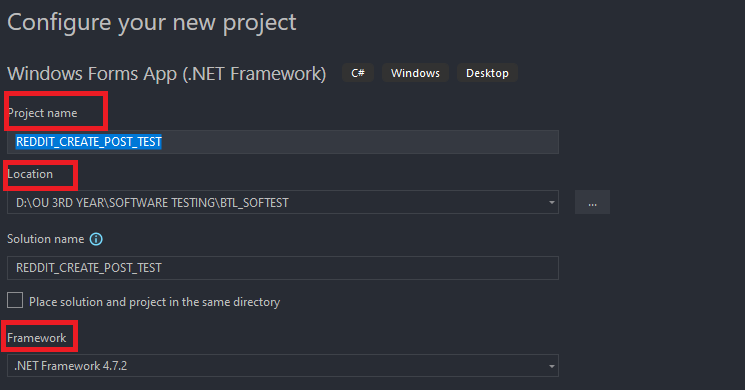 Configure your new project
Windows Forms App (.NET Framework) C# Windows Desktop
Project name
REDDIT_CREATE_POST_TEST
Location
D:\OU 3RD YEAR\SOFTWARE TESTING\BTL_SOFTEST ...
Solution name
REDDIT_CREATE_POST_TEST
Place solution and project in the same directory
Framework
.NET Framework 4.7.2